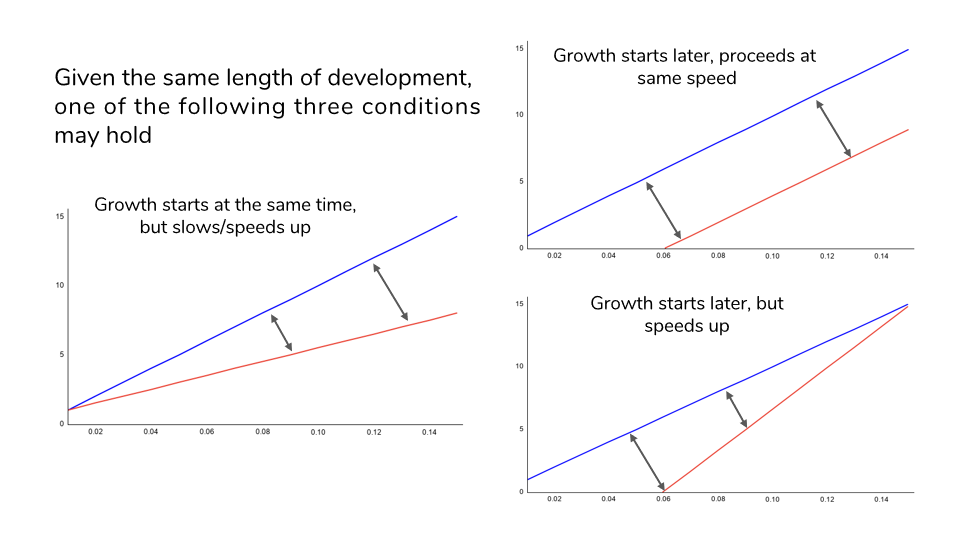 Given the same length of development,
one of the following three conditions
may hold
Growth starts at the same time,
but slows/speeds up
15
10
5
0
0.02 0.04 0.06 0.08 0.10 0.12 0.14
Growth starts later, proceeds at
same speed
15
10
5
0
0.02 0.04 0.06 0.08 0.10 0.12 0.14
Growth starts later, but
speeds up
15
10
5
0
0.02 0.04 0.06 0.08 0.10 0.12 0.14